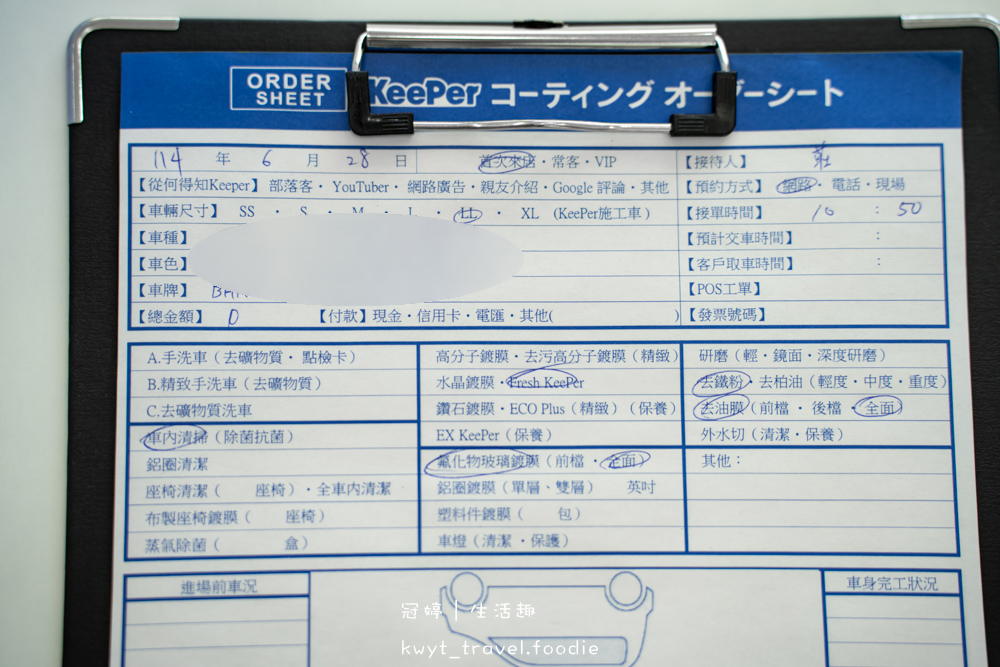 ORDER SHEET KeePer コーティング オーダーシート
114 年 6 月 28 日 首次來店・常客・VIP 【接待人】 莊
【從何得知Keeper】 部落客・YouTuber・網路廣告・親友介紹・Google 評論・其他 【預約方式】 網路・電話・現場
【車輛尺寸】 SS ・ S ・ M ・ L ・ LL ・ XL (KeePer施工車) 【接單時間】 10 : 50
【車種】 【預計交車時間】 :
【車色】 【客戶取車時間】 :
【車牌】 【POS工單】
【總金額】 0 【付款】現金・信用卡・電匯・其他( ) 【發票號碼】
A.手洗車（去礦物質・點檢卡） 高分子鍍膜・去污高分子鍍膜（精緻） 研磨（輕・鏡面・深度研磨）
B.精致手洗車（去礦物質） 水晶鍍膜・Fresh KeePer 去鐵粉・去柏油（輕度・中度・重度）
C.去礦物質洗車 鑽石鍍膜・ECO Plus（精緻）（保養） 去油膜（前檔・後檔・全面）
車內清掃（除菌抗菌） EX KeePer（保養） 外水切（清潔・保養）
鋁圈清潔 氟化物玻璃鍍膜（前檔・全面） 其他：
座椅清潔（ 座椅）・全車內清潔 鋁圈鍍膜（單層、雙層） 英吋
布製座椅鍍膜（ 座椅） 塑料件鍍膜（ 包）
蒸氣除菌（ 盒） 車燈（清潔・保護）
進場前車況 車身完工狀況
冠婷｜生活趣
kwyt_travel.foodie